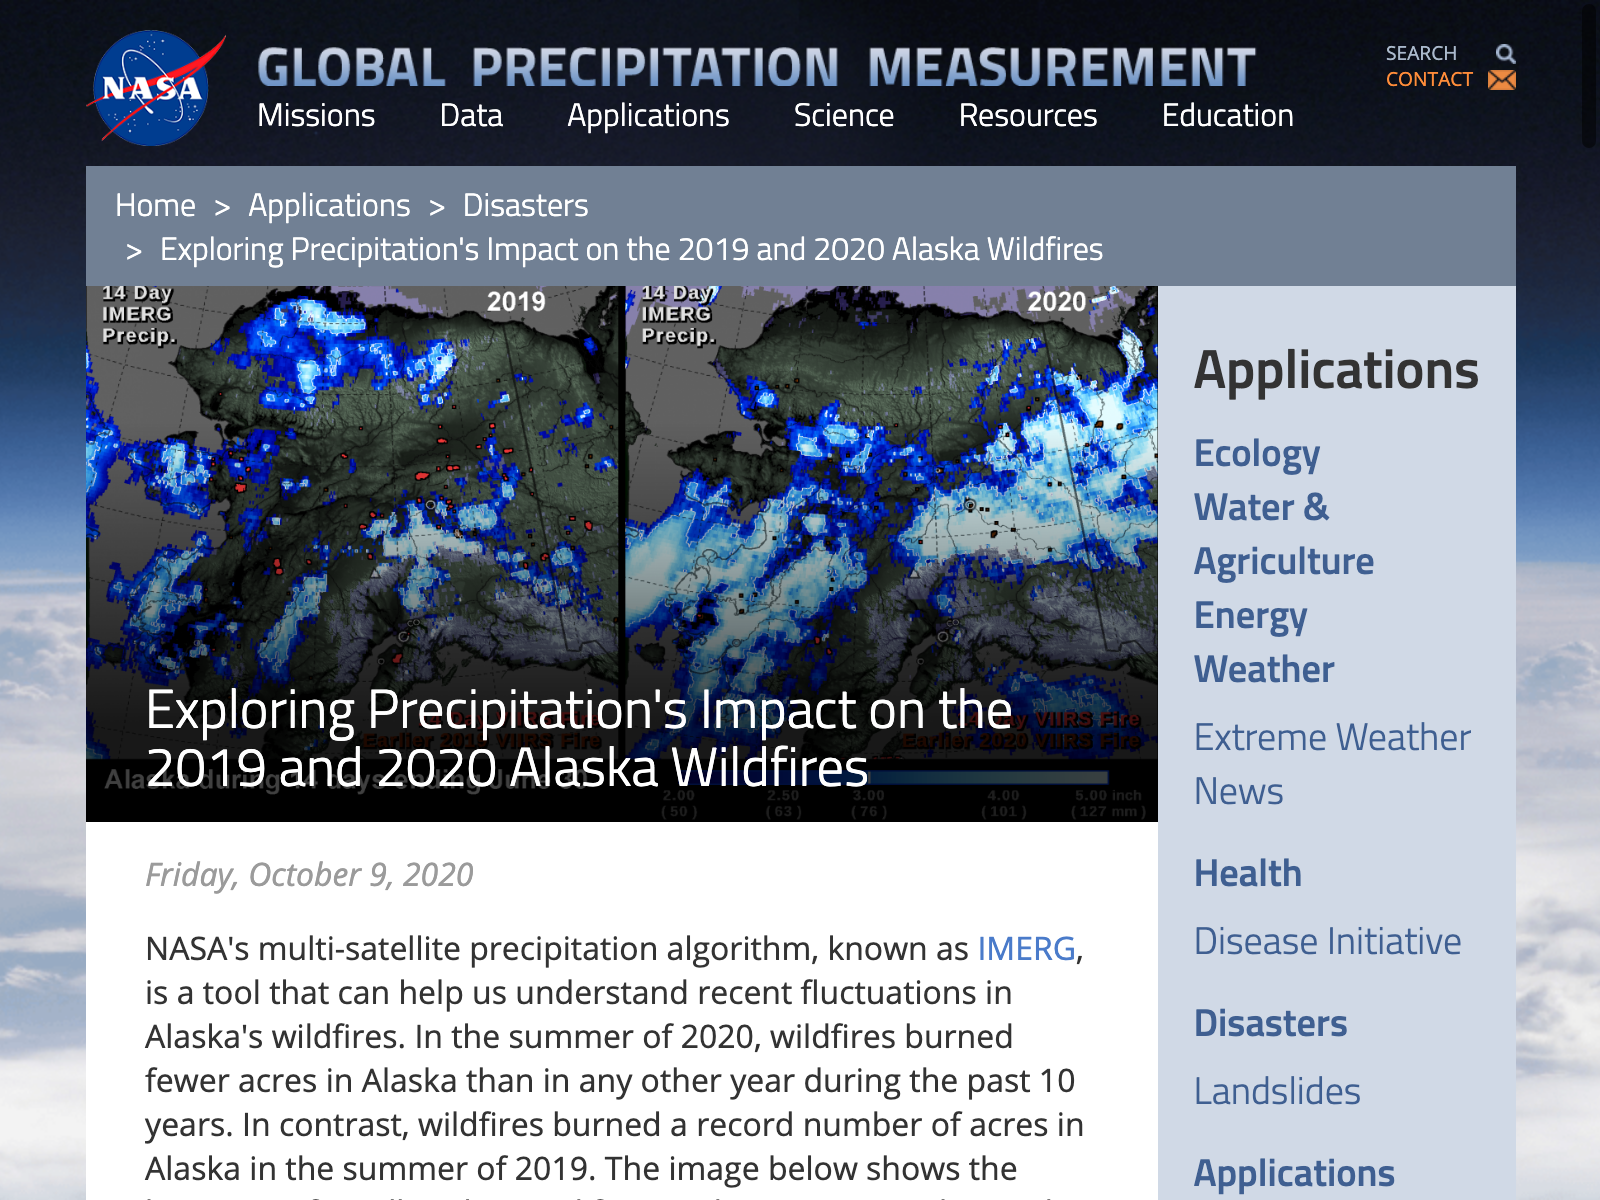 NASA
GLOBAL PRECIPITATION MEASUREMENT
SEARCH
CONTACT
Missions Data Applications Science Resources Education
Home > Applications > Disasters
> Exploring Precipitation's Impact on the 2019 and 2020 Alaska Wildfires
14 Day
IMERG
Precip.
2019
14 Day
IMERG
Precip.
2020
Exploring Precipitation's Impact on the
2019 and 2020 Alaska Wildfires
VIIRS Fire
Earlier 2020 VIIRS Fire
Alaska during 14 days ending June 30
2.00 2.50 3.00 4.00 5.00 inch
(50) (63) (76) (101) (127 mm)
Friday, October 9, 2020
NASA's multi-satellite precipitation algorithm, known as IMERG,
is a tool that can help us understand recent fluctuations in
Alaska's wildfires. In the summer of 2020, wildfires burned
fewer acres in Alaska than in any other year during the past 10
years. In contrast, wildfires burned a record number of acres in
Alaska in the summer of 2019. The image below shows the
Applications
Ecology
Water &
Agriculture
Energy
Weather
Extreme Weather
News
Health
Disease Initiative
Disasters
Landslides
Applications